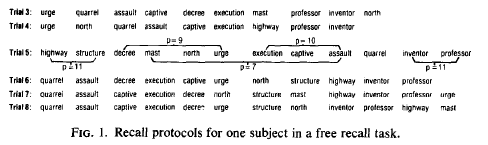 Trial 3: urge quarrel assault captive decree execution mast professor inventor north
Trial 4: urge north quarrel assault captive execution highway professor inventor
p=9 p=10
Trial 5: highway structure decree mast north urge execution captive assault quarrel inventor professor
p=11 p=7 p=11
Trial 6: quarrel assault decree execution captive urge north structure highway inventor professor
Trial 7: quarrel assault captive execution decree north structure mast highway inventor professor urge
Trial 8: quarrel assault captive execution decree urge structure north inventor professor highway mast
FIG. 1. Recall protocols for one subject in a free recall task.